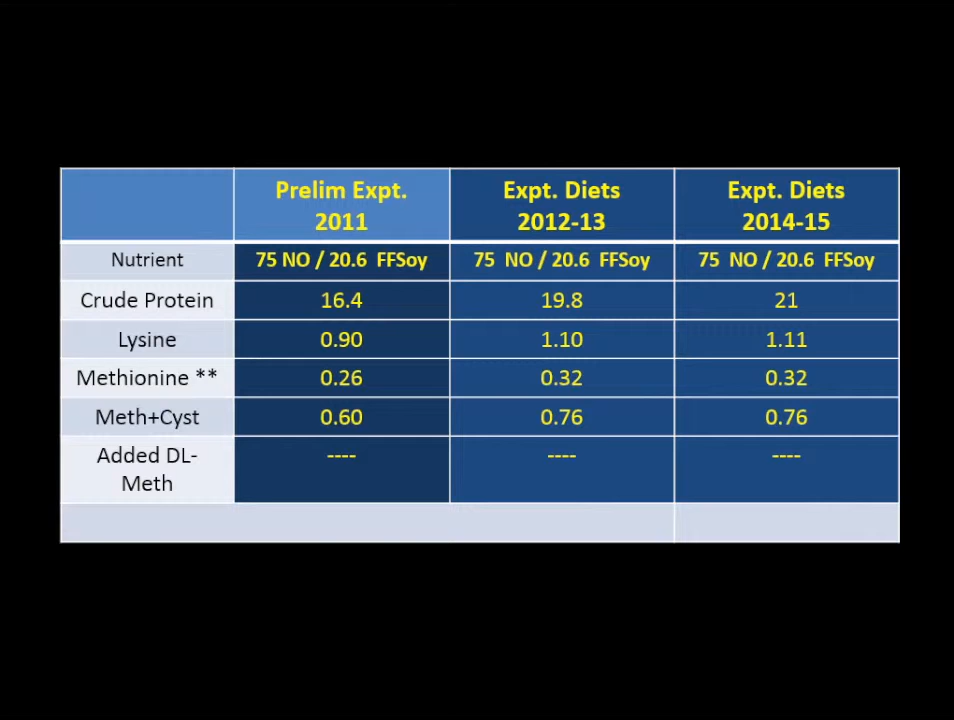 Prelim Expt. 2011 Expt. Diets 2012-13 Expt. Diets 2014-15
Nutrient 75 NO / 20.6 FFSoy 75 NO / 20.6 FFSoy 75 NO / 20.6 FFSoy
Crude Protein 16.4 19.8 21
Lysine 0.90 1.10 1.11
Methionine ** 0.26 0.32 0.32
Meth+Cyst 0.60 0.76 0.76
Added DL-Meth ---- ---- ----